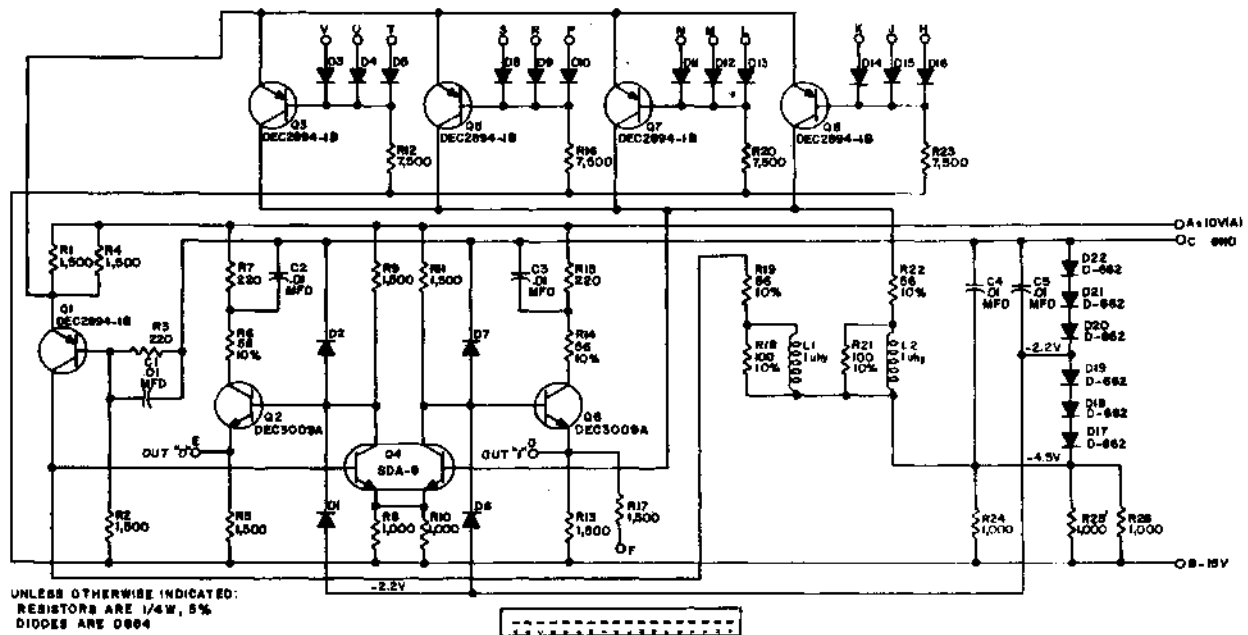 V U T S R P N M L K J H
D3 D4 D5 D8 D9 D10 D11 D12 D13 D14 D15 D16
Q3
DEC2894-1B
Q5
DEC2894-1B
Q7
DEC2894-1B
Q8
DEC2894-1B
R12
7,500
R16
7,500
R20
7,500
R23
7,500
A+10V(A)
C GND
R1
1,500
R4
1,500
R7
220
C2
.01
MFD
R9
1,500
R11
1,500
C3
.01
MFD
R15
220
R19
56
10%
R22
56
10%
C4
.01
MFD
C5
.01
MFD
D22
D-662
D21
D-662
D20
D-662
-2.2V
D19
D-662
D18
D-662
D17
D-662
-4.5V
Q1
DEC2894-1B
R3
220
C1
.01
MFD
R6
56
10%
D2
D7
R14
56
10%
R18
100
10%
L1
1uhy
R21
100
10%
L2
1uhy
Q2
DEC3009A
Q6
DEC3009A
OUT "0" E
Q4
SDA-6
OUT "1" D
R2
1,500
R5
1,500
D1
R8
1,000
R10
1,000
D6
R13
1,500
R17
1,500
F
R24
1,000
R25
1,000
R26
1,000
B-15V
-2.2V
UNLESS OTHERWISE INDICATED:
RESISTORS ARE 1/4W, 5%
DIODES ARE D664